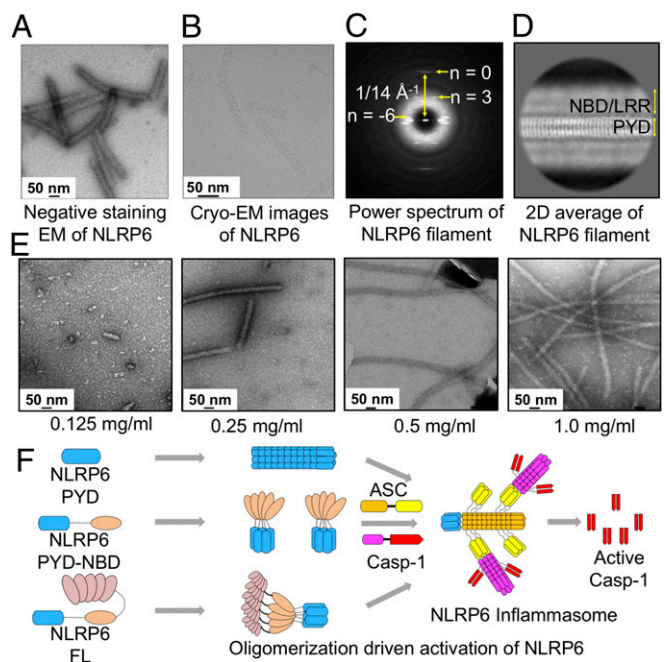 A
B
C
D
n = 0
1/14 Å-1
n = 3
n = -6
NBD/LRR
PYD
50 nm
50 nm
Negative staining
EM of NLRP6
Cryo-EM images
of NLRP6
Power spectrum of
NLRP6 filament
2D average of
NLRP6 filament
E
50 nm
50 nm
50 nm
50 nm
0.125 mg/ml
0.25 mg/ml
0.5 mg/ml
1.0 mg/ml
F
NLRP6
PYD
NLRP6
PYD-NBD
NLRP6
FL
ASC
Casp-1
NLRP6 Inflammasome
Active
Casp-1
Oligomerization driven activation of NLRP6